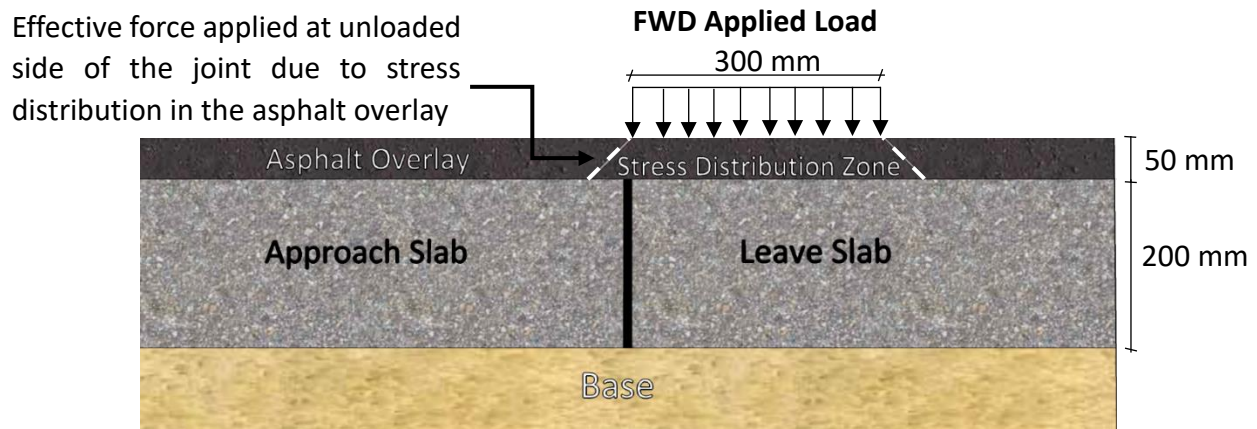 Effective force applied at unloaded
side of the joint due to stress
distribution in the asphalt overlay
FWD Applied Load
300 mm
Asphalt Overlay
Stress Distribution Zone
50 mm
Approach Slab
Leave Slab
200 mm
Base